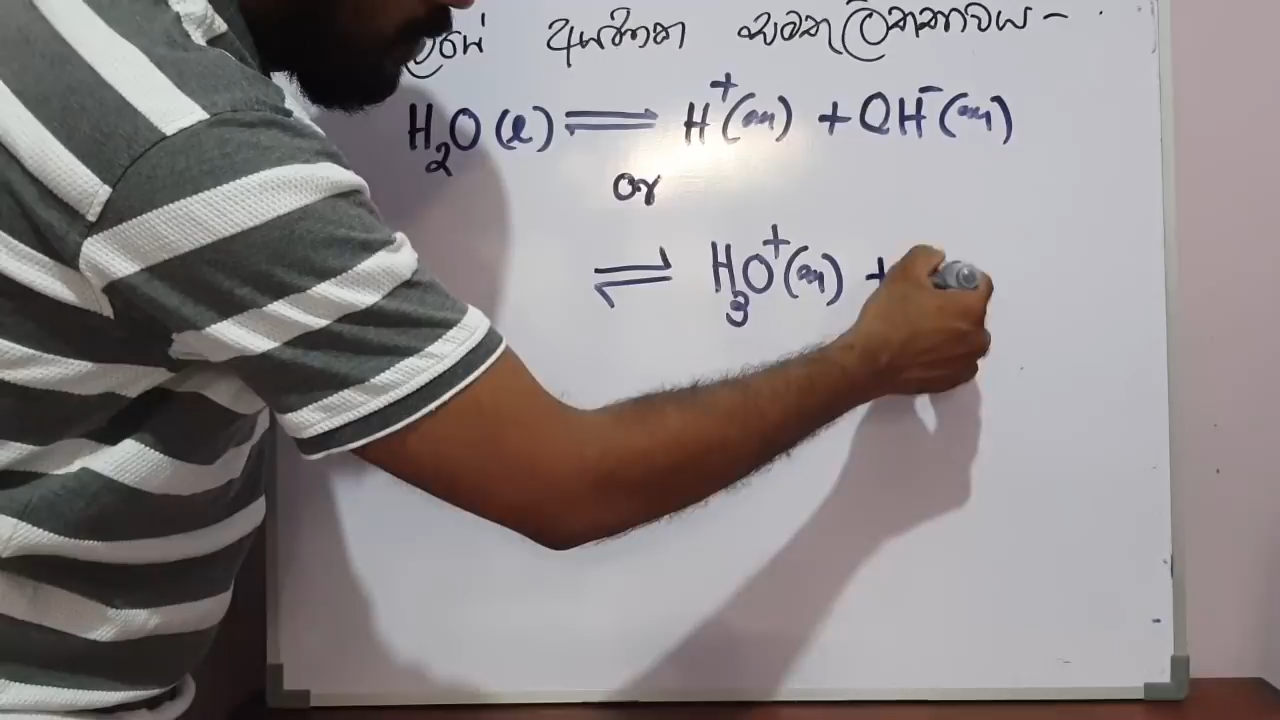 අයනික සමතුලිතතාවය -
H₂O (l) ⇌ H⁺(aq) + OH⁻(aq)
or
⇌ H₃O⁺(aq) +